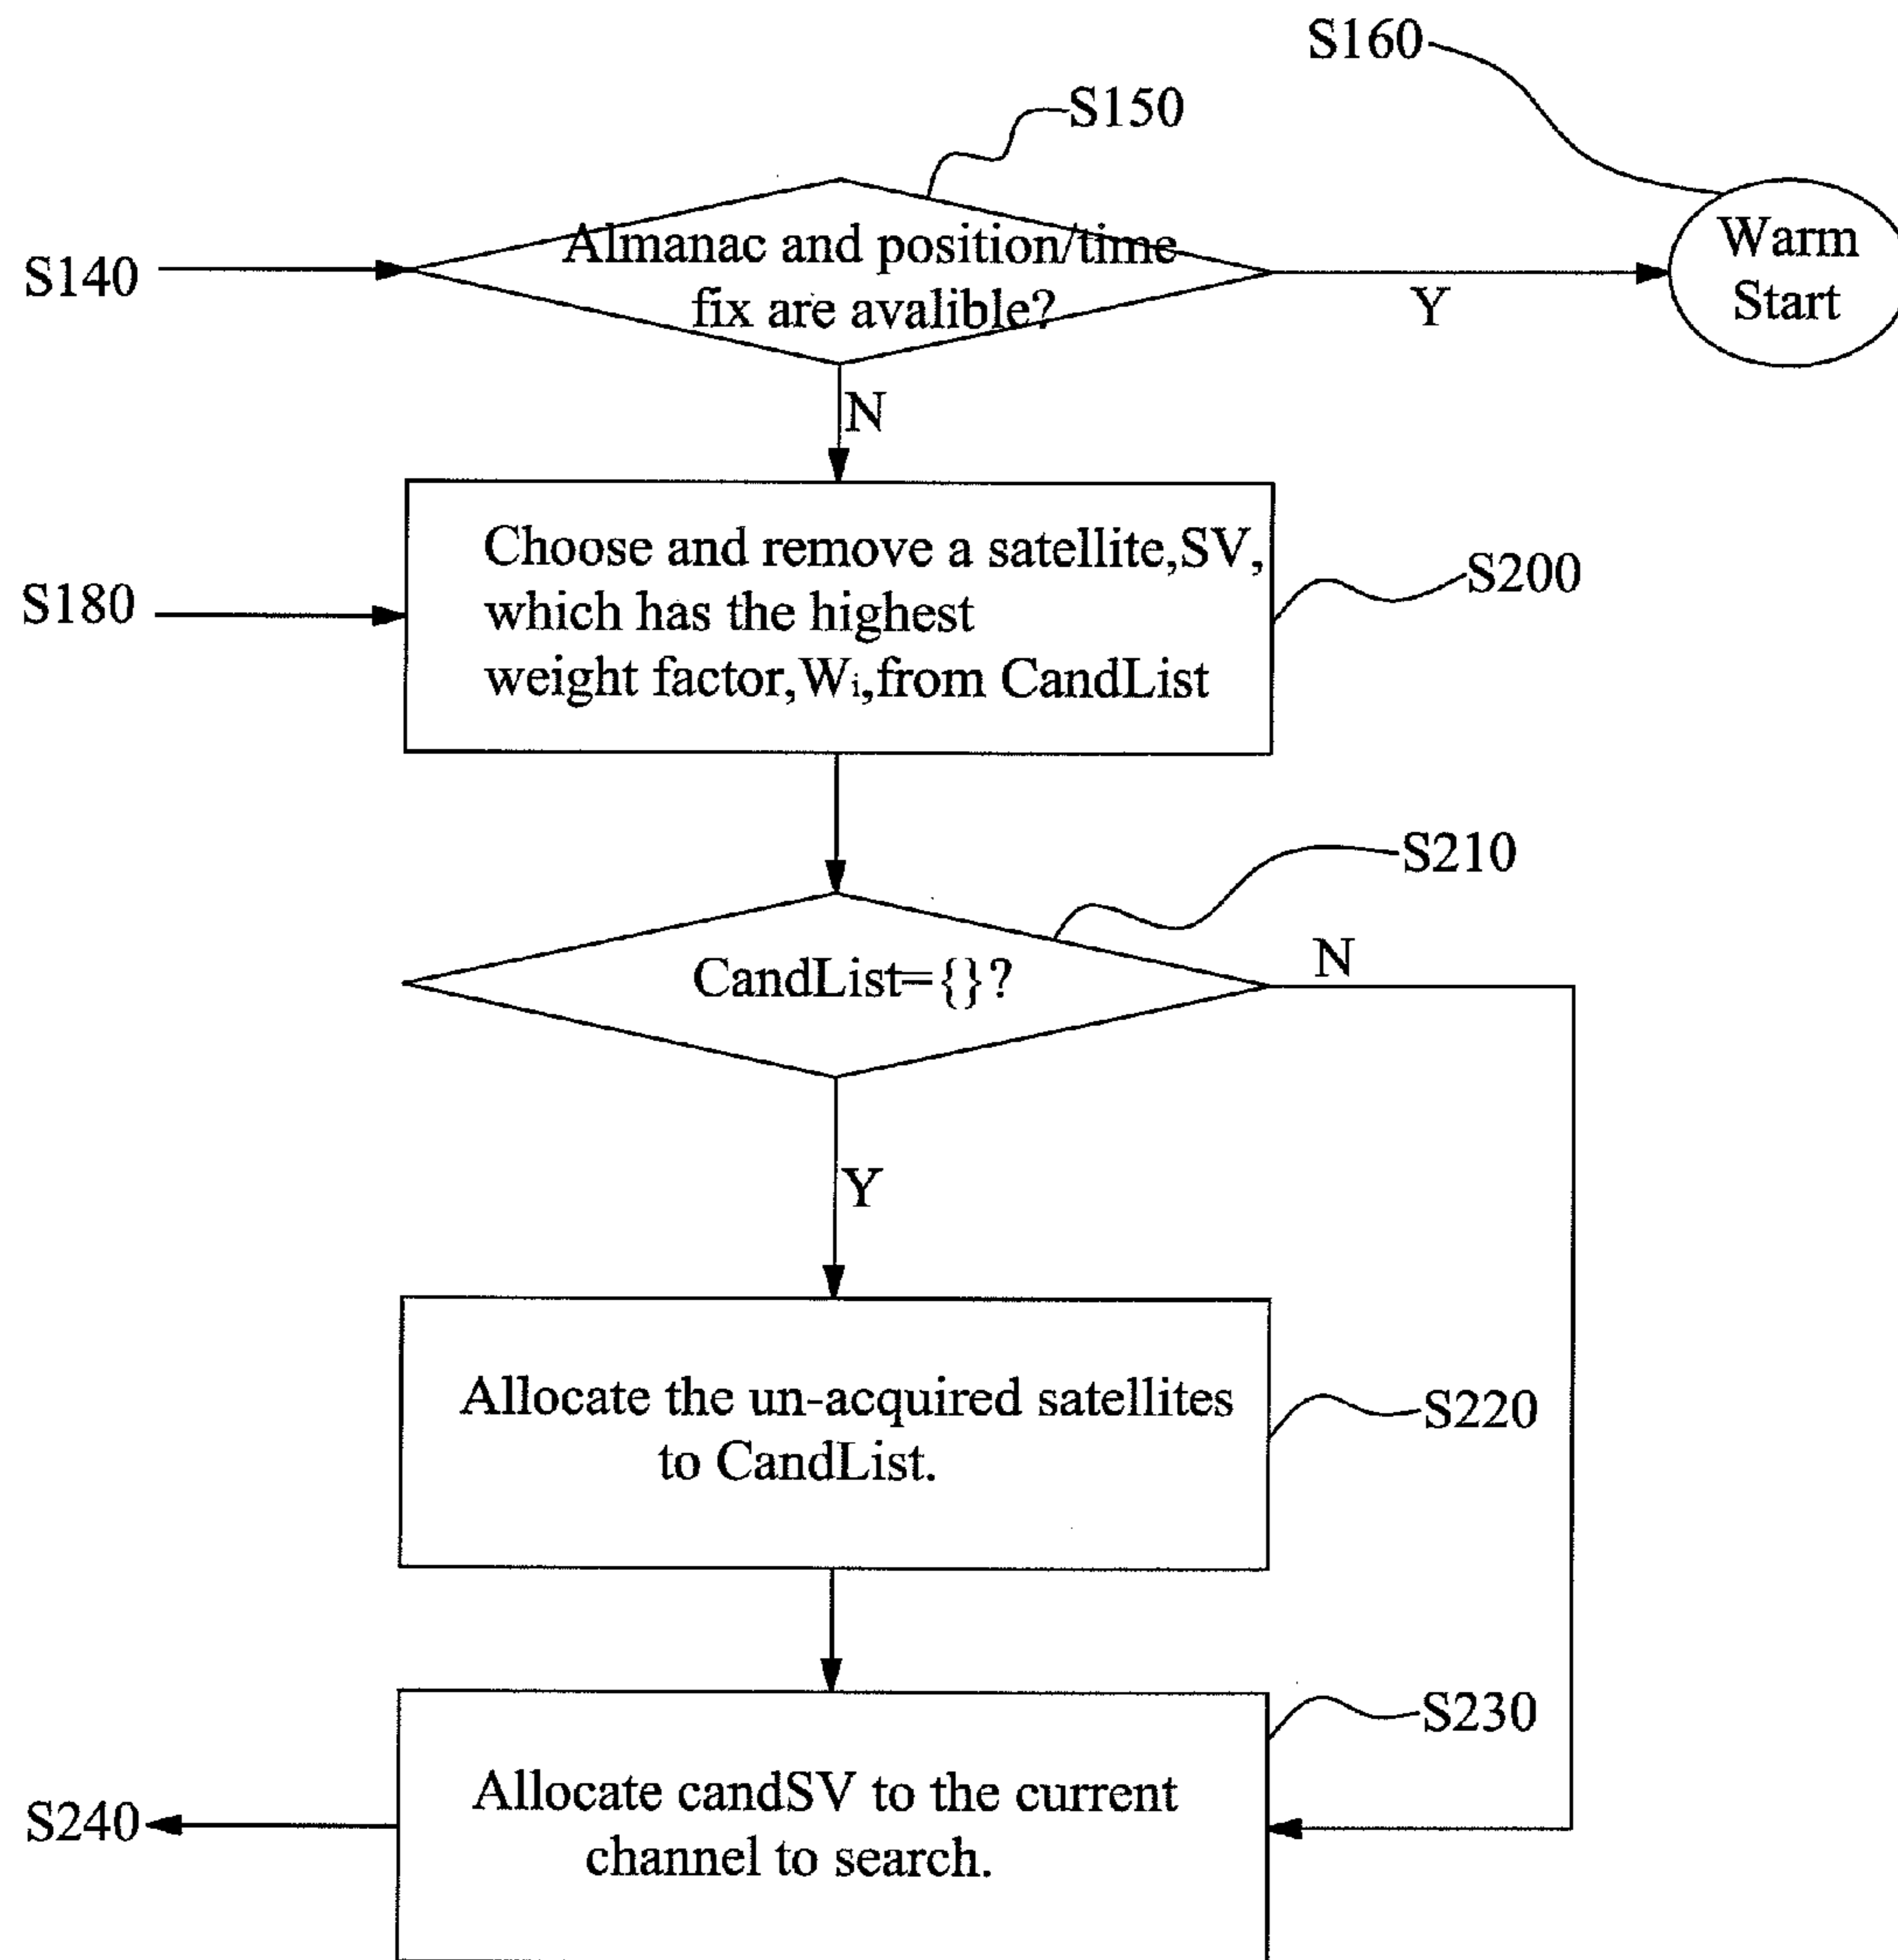 S160
S150
Almanac and position/time
fix are avalible?
Warm
Start
S140
Y
N
Choose and remove a satellite,SV,
which has the highest
weight factor,Wi,from CandList
S200
S180
S210
CandList={}?
N
Y
Allocate the un-acquired satellites
to CandList.
S220
S230
Allocate candSV to the current
channel to search.
S240